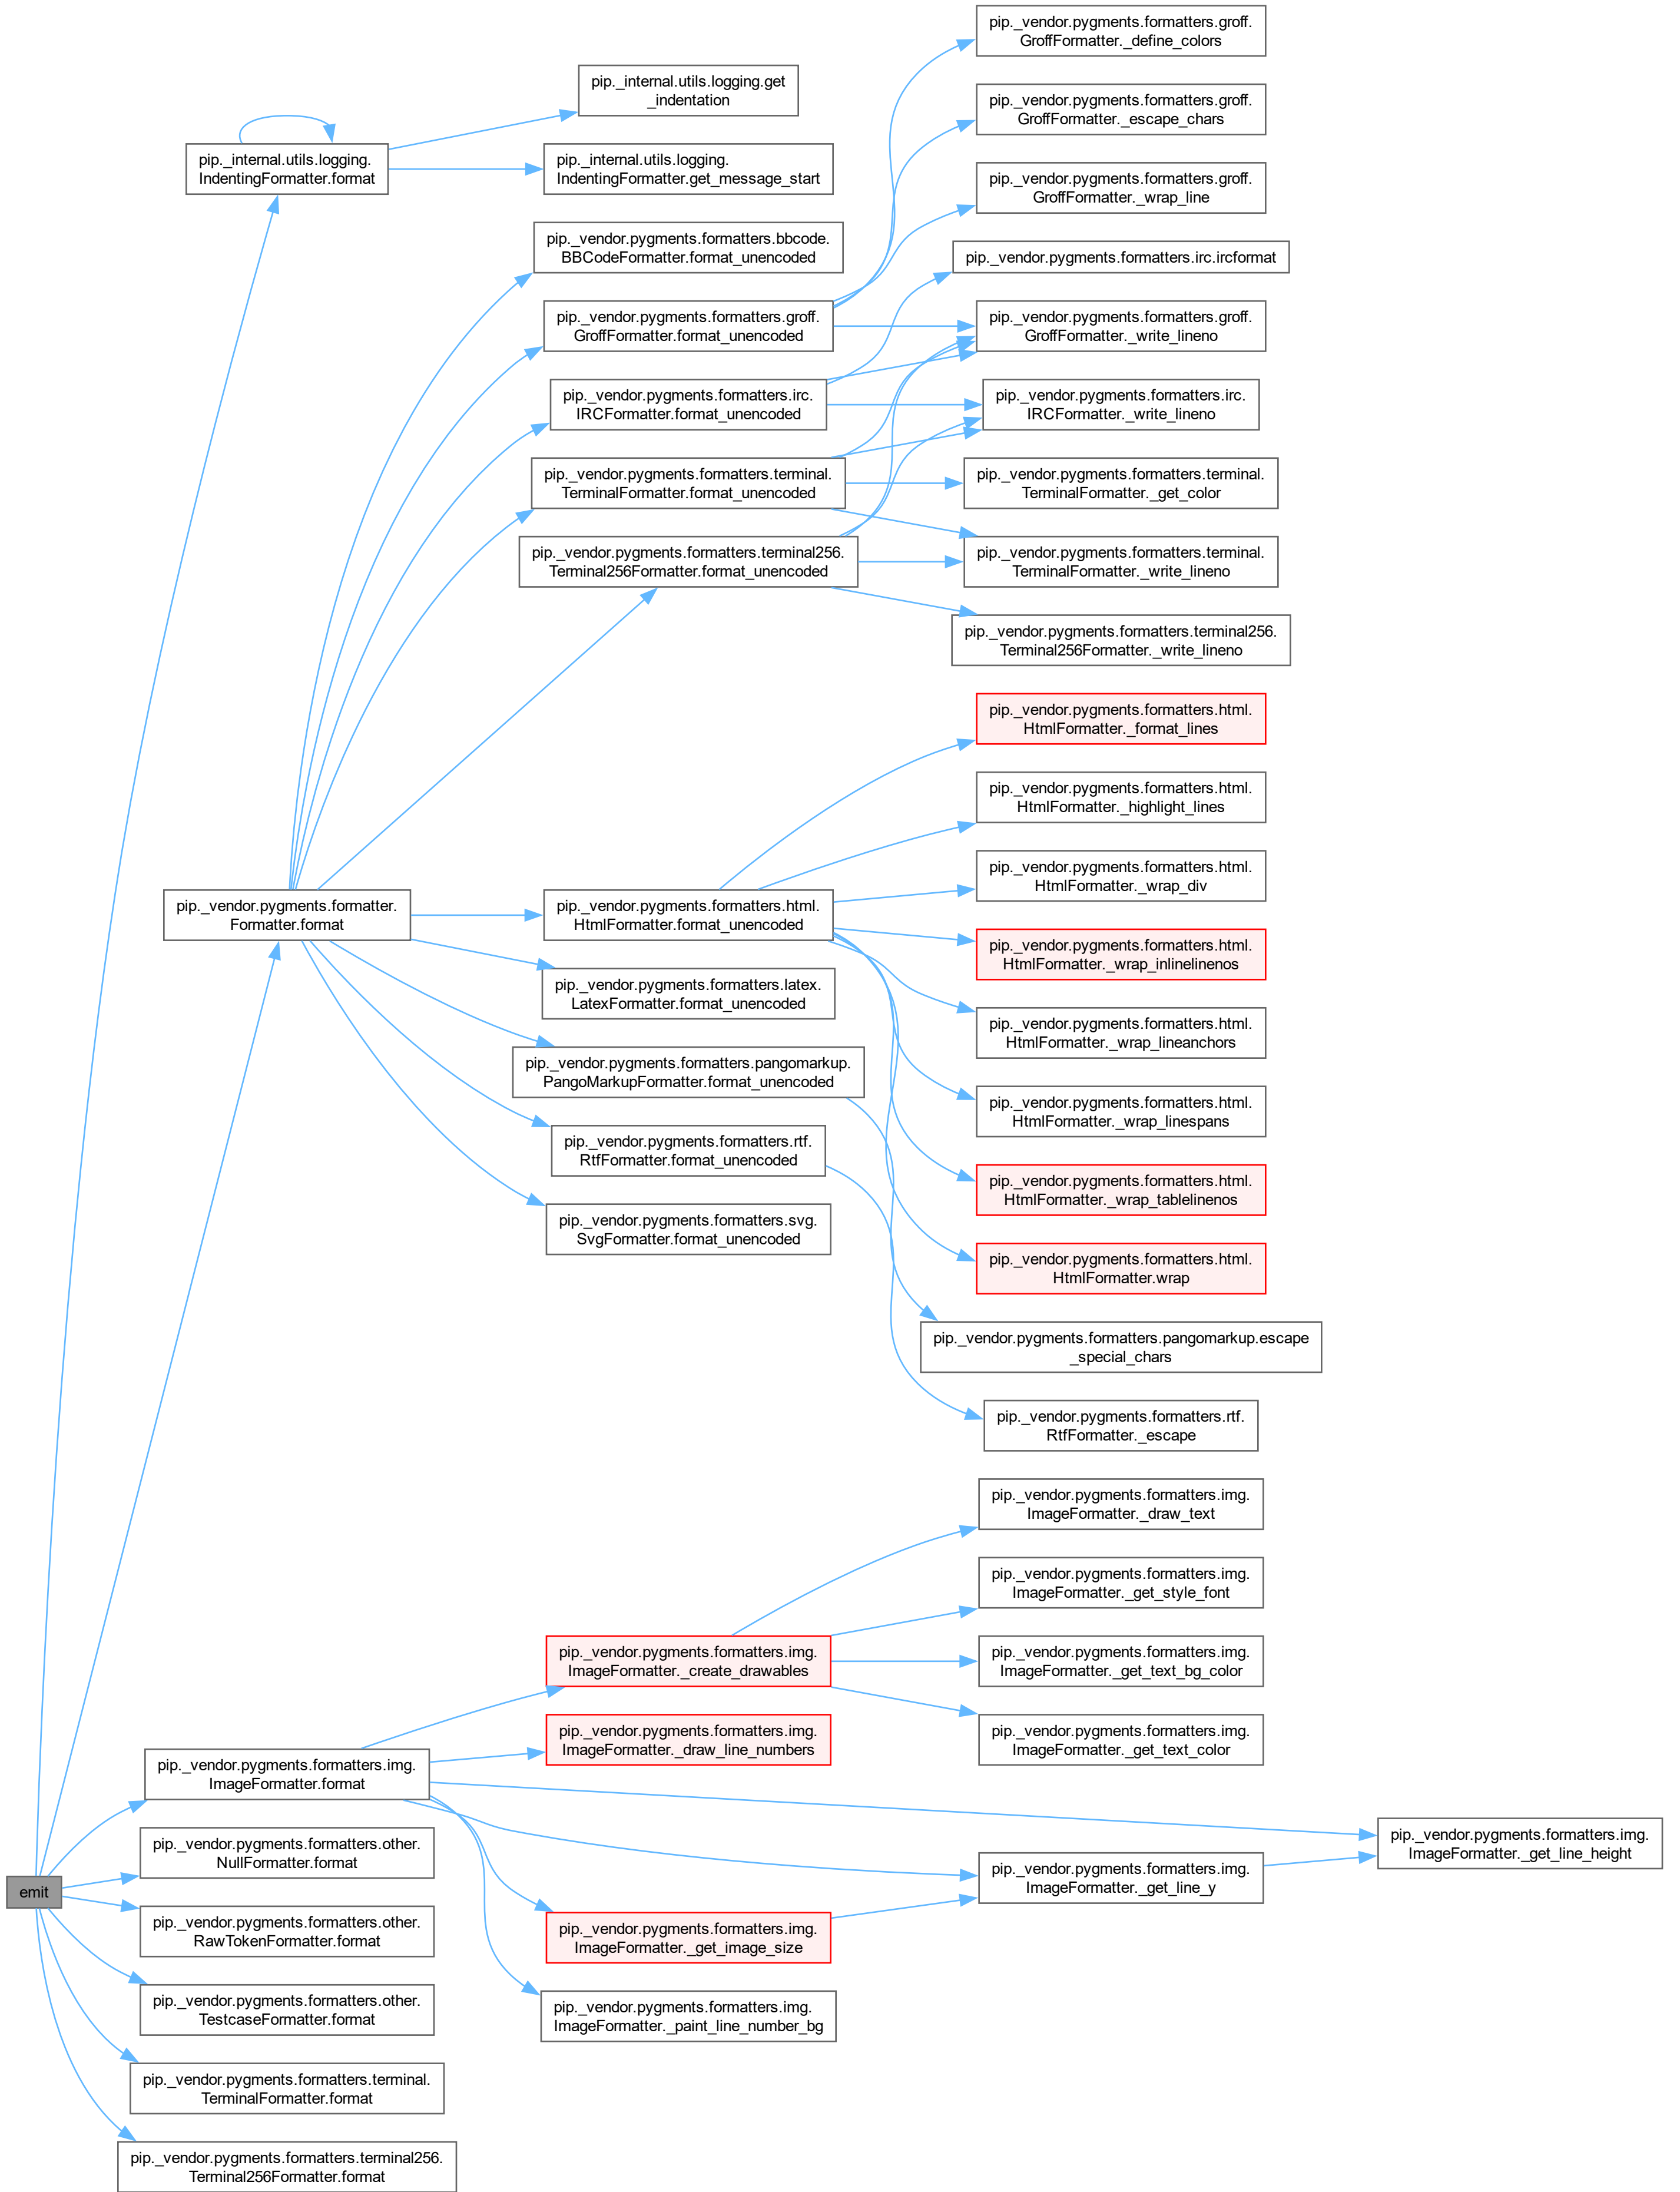 emit
pip._internal.utils.logging.
IndentingFormatter.format
pip._internal.utils.logging.get
_indentation
pip._internal.utils.logging.
IndentingFormatter.get_message_start
pip._vendor.pygments.formatter.
Formatter.format
pip._vendor.pygments.formatters.bbcode.
BBCodeFormatter.format_unencoded
pip._vendor.pygments.formatters.groff.
GroffFormatter.format_unencoded
pip._vendor.pygments.formatters.groff.
GroffFormatter._define_colors
pip._vendor.pygments.formatters.groff.
GroffFormatter._escape_chars
pip._vendor.pygments.formatters.groff.
GroffFormatter._wrap_line
pip._vendor.pygments.formatters.irc.ircformat
pip._vendor.pygments.formatters.groff.
GroffFormatter._write_lineno
pip._vendor.pygments.formatters.irc.
IRCFormatter.format_unencoded
pip._vendor.pygments.formatters.irc.
IRCFormatter._write_lineno
pip._vendor.pygments.formatters.terminal.
TerminalFormatter.format_unencoded
pip._vendor.pygments.formatters.terminal.
TerminalFormatter._get_color
pip._vendor.pygments.formatters.terminal256.
Terminal256Formatter.format_unencoded
pip._vendor.pygments.formatters.terminal.
TerminalFormatter._write_lineno
pip._vendor.pygments.formatters.terminal256.
Terminal256Formatter._write_lineno
pip._vendor.pygments.formatters.html.
HtmlFormatter.format_unencoded
pip._vendor.pygments.formatters.html.
HtmlFormatter._format_lines
pip._vendor.pygments.formatters.html.
HtmlFormatter._highlight_lines
pip._vendor.pygments.formatters.html.
HtmlFormatter._wrap_div
pip._vendor.pygments.formatters.html.
HtmlFormatter._wrap_inlinelinenos
pip._vendor.pygments.formatters.html.
HtmlFormatter._wrap_lineanchors
pip._vendor.pygments.formatters.html.
HtmlFormatter._wrap_linespans
pip._vendor.pygments.formatters.html.
HtmlFormatter._wrap_tablelinenos
pip._vendor.pygments.formatters.html.
HtmlFormatter.wrap
pip._vendor.pygments.formatters.latex.
LatexFormatter.format_unencoded
pip._vendor.pygments.formatters.pangomarkup.
PangoMarkupFormatter.format_unencoded
pip._vendor.pygments.formatters.pangomarkup.escape
_special_chars
pip._vendor.pygments.formatters.rtf.
RtfFormatter.format_unencoded
pip._vendor.pygments.formatters.rtf.
RtfFormatter._escape
pip._vendor.pygments.formatters.svg.
SvgFormatter.format_unencoded
pip._vendor.pygments.formatters.img.
ImageFormatter.format
pip._vendor.pygments.formatters.img.
ImageFormatter._create_drawables
pip._vendor.pygments.formatters.img.
ImageFormatter._draw_text
pip._vendor.pygments.formatters.img.
ImageFormatter._get_style_font
pip._vendor.pygments.formatters.img.
ImageFormatter._get_text_bg_color
pip._vendor.pygments.formatters.img.
ImageFormatter._get_text_color
pip._vendor.pygments.formatters.img.
ImageFormatter._draw_line_numbers
pip._vendor.pygments.formatters.img.
ImageFormatter._get_line_height
pip._vendor.pygments.formatters.img.
ImageFormatter._get_line_y
pip._vendor.pygments.formatters.img.
ImageFormatter._get_image_size
pip._vendor.pygments.formatters.img.
ImageFormatter._paint_line_number_bg
pip._vendor.pygments.formatters.other.
NullFormatter.format
pip._vendor.pygments.formatters.other.
RawTokenFormatter.format
pip._vendor.pygments.formatters.other.
TestcaseFormatter.format
pip._vendor.pygments.formatters.terminal.
TerminalFormatter.format
pip._vendor.pygments.formatters.terminal256.
Terminal256Formatter.format